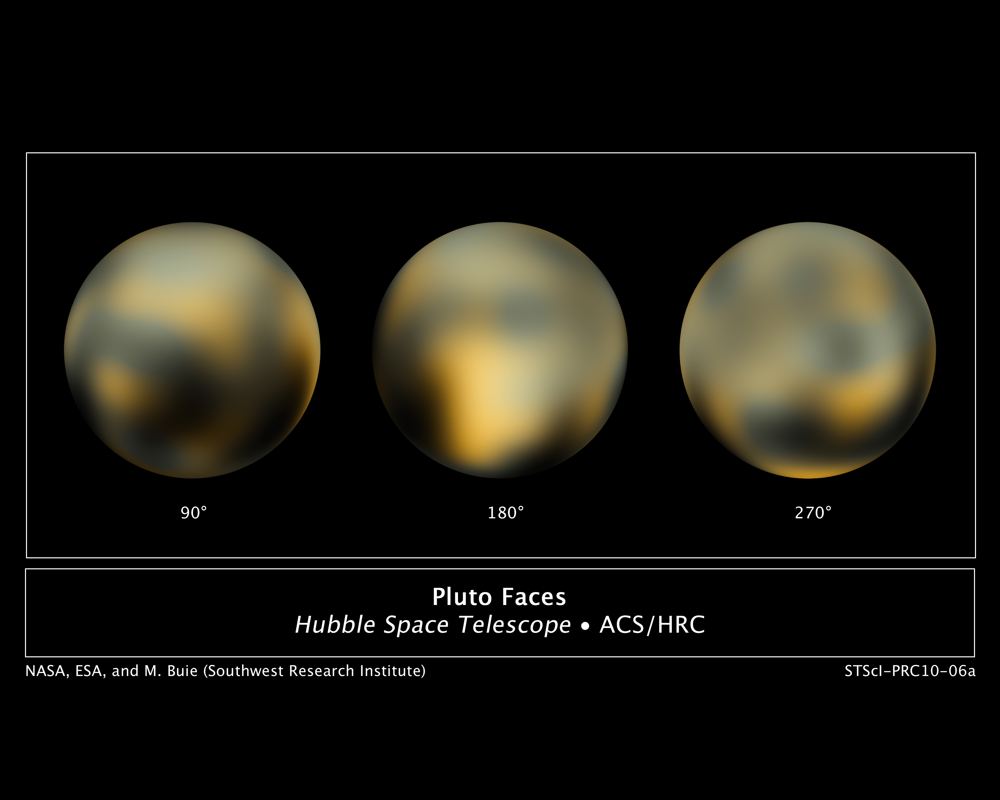 90°
180°
270°
Pluto Faces
Hubble Space Telescope • ACS/HRC
NASA, ESA, and M. Buie (Southwest Research Institute)
STScI–PRC10–06a